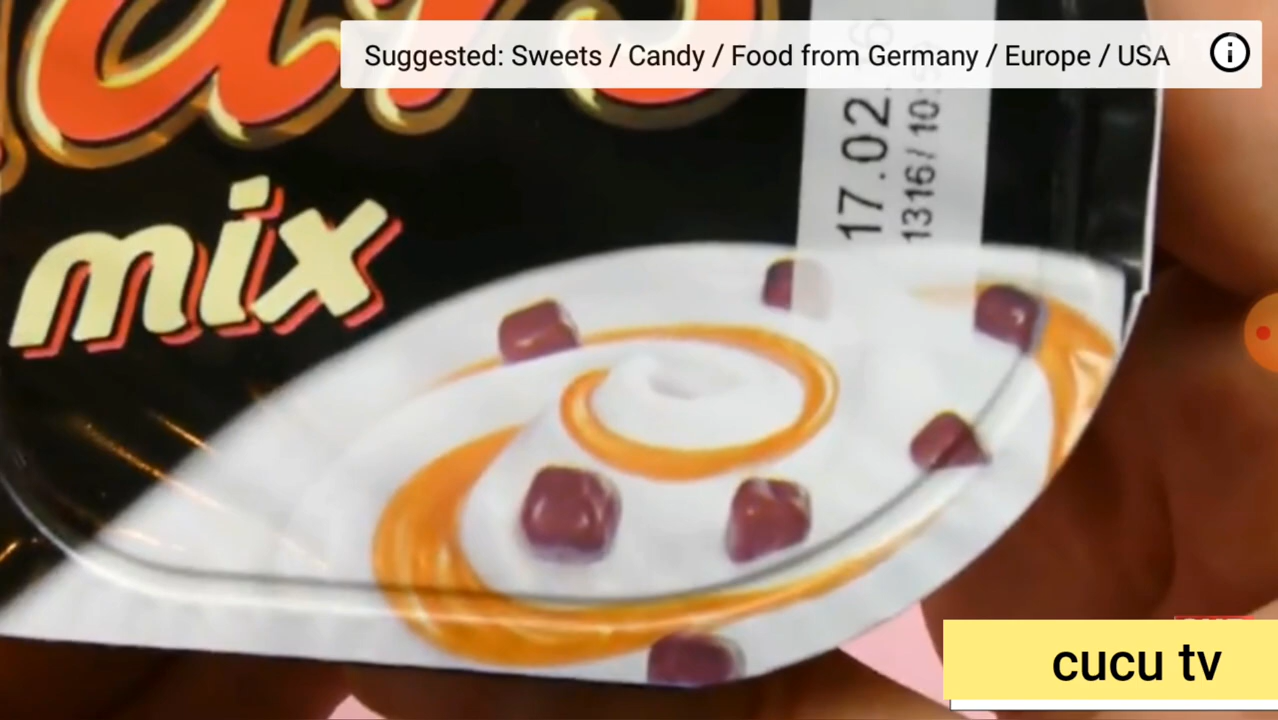 Suggested: Sweets / Candy / Food from Germany / Europe / USA
mix
17.02
1316/ 10:
cucu tv